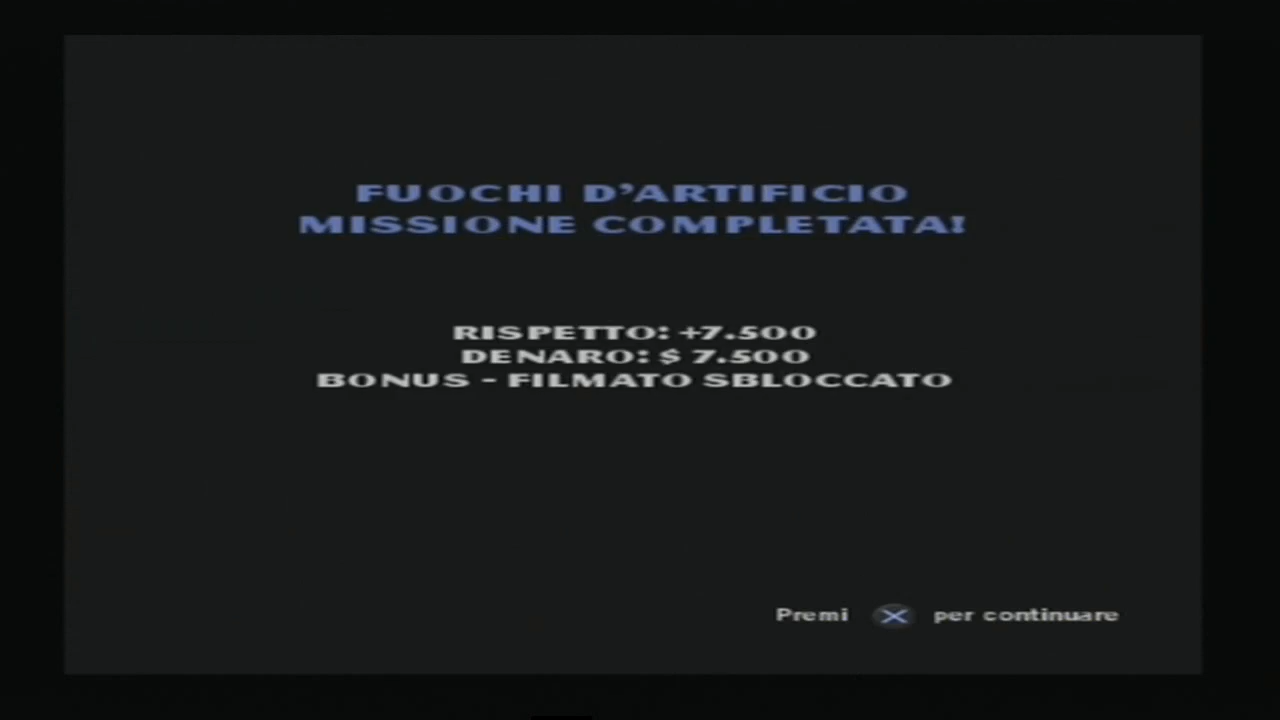 FUOCHI D'ARTIFICIO
MISSIONE COMPLETATA!
RISPETTO: +7.500
DENARO: $ 7.500
BONUS - FILMATO SBLOCCATO
Premi X per continuare